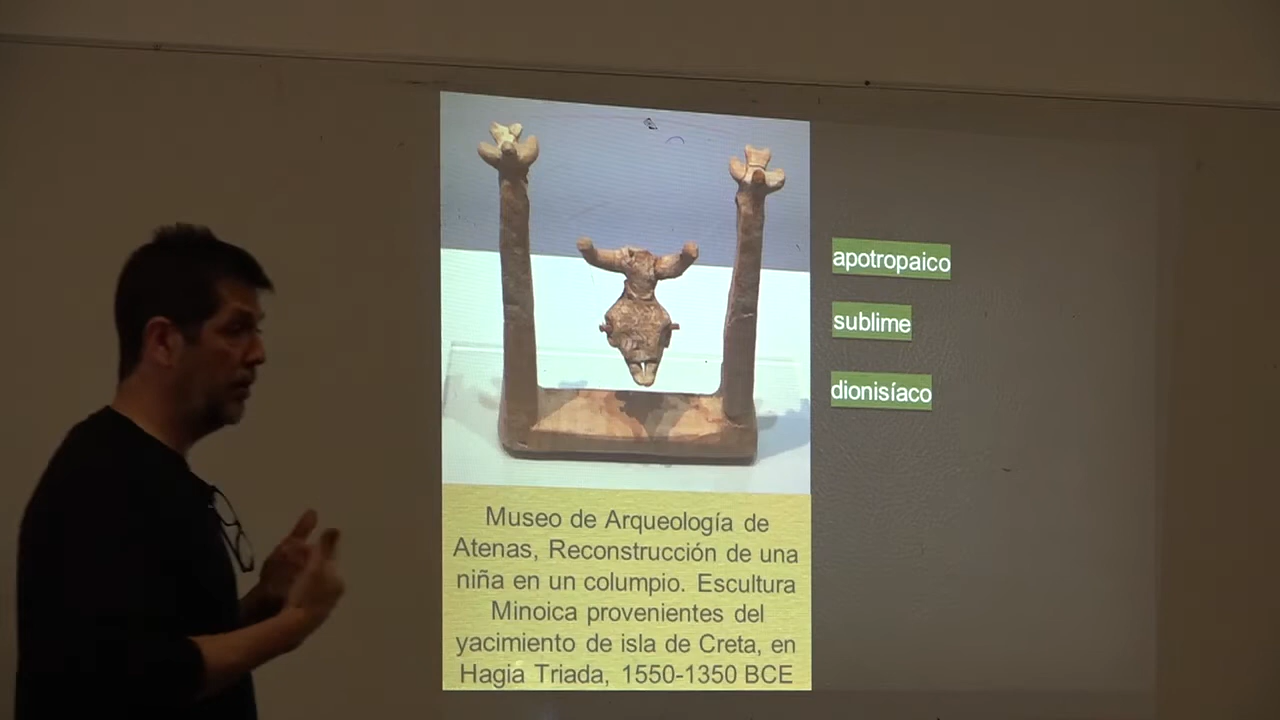 apotropaico
sublime
dionisíaco
Museo de Arqueología de
Atenas, Reconstrucción de una
niña en un columpio. Escultura
Minoica provenientes del
yacimiento de isla de Creta, en
Hagia Triada, 1550-1350 BCE